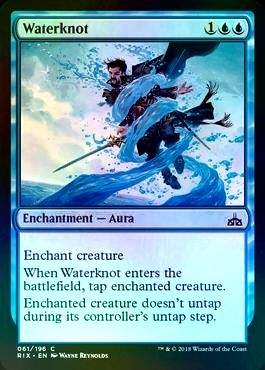 Waterknot 1
Enchantment — Aura
Enchant creature
When Waterknot enters the
battlefield, tap enchanted creature.
Enchanted creature doesn't untap
during its controller's untap step.
061/196 C
RIX • EN Wayne Reynolds
™ & © 2018 Wizards of the Coast